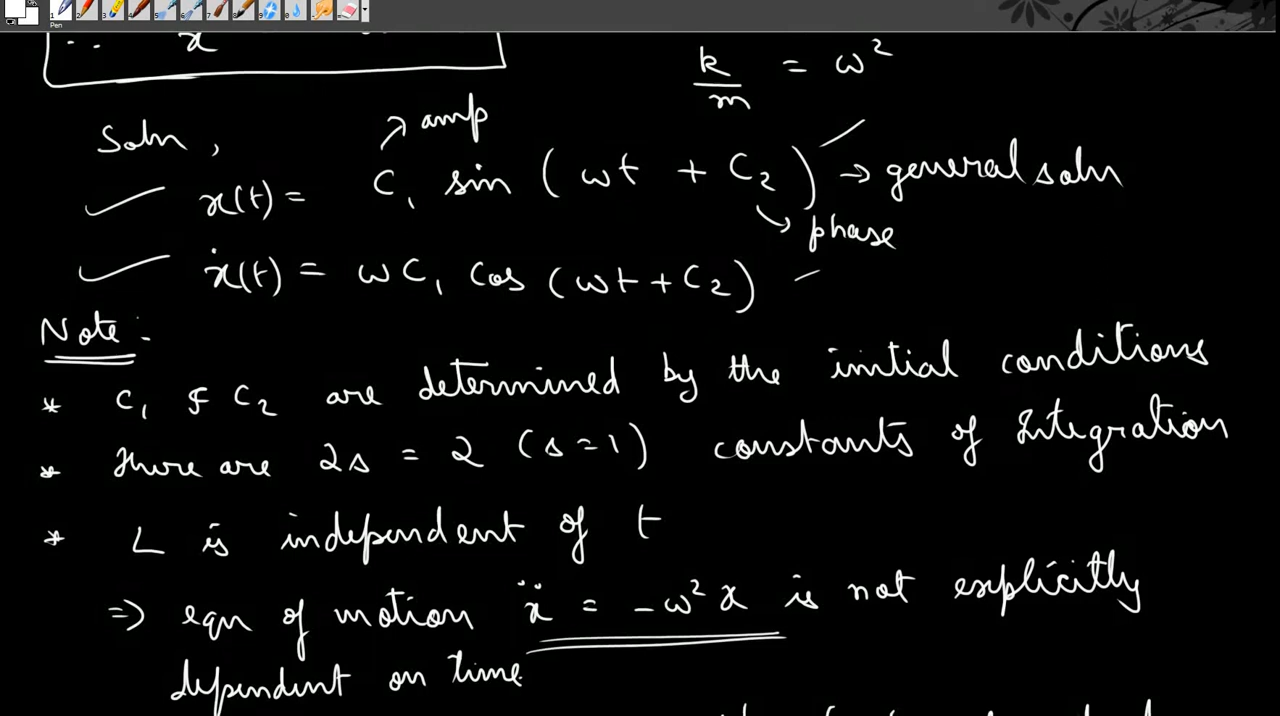 ∴ ẍ
k/m = ω²
Soln,
↗ amp
x(t) = C₁ sin (ωt + C₂) → general soln
↘ phase
ẋ(t) = ωC₁ cos (ωt + C₂)
Note:
* C₁ & C₂ are determined by the initial conditions
* There are 2s = 2 (s=1) constants of Integration
* L is independent of t
⇒ eqn of motion ẍ = -ω²x is not explicitly
dependent on time